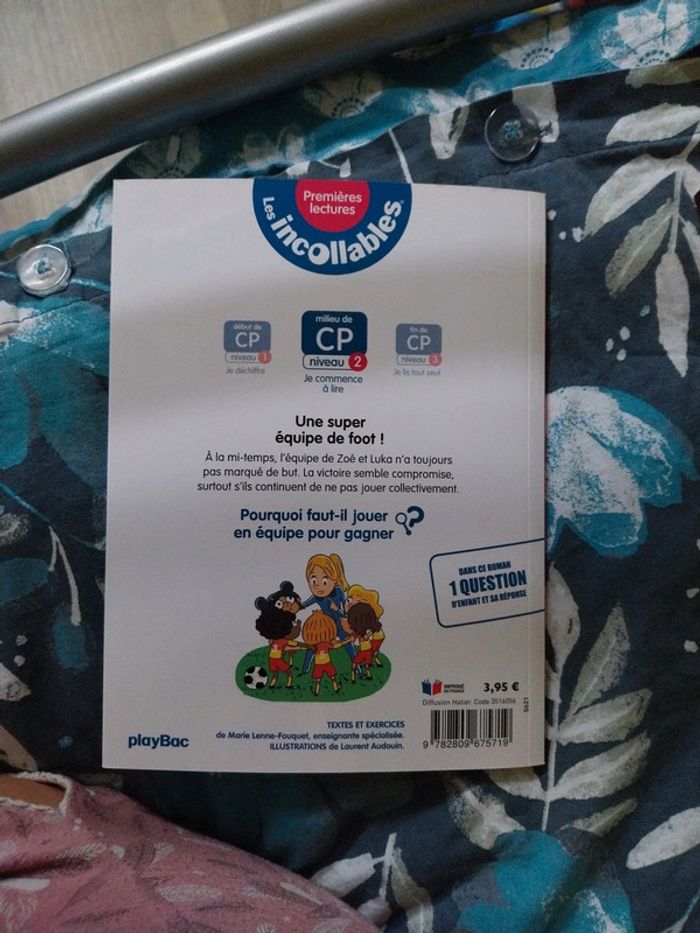 Premières
lectures
Les
incollables®
début de
CP
niveau 1
Je déchiffre
milieu de
CP
niveau 2
Je commence
à lire
fin de
CP
niveau 3
Je lis tout seul
Une super
équipe de foot !
À la mi-temps, l'équipe de Zoé et Luka n'a toujours
pas marqué de but. La victoire semble compromise,
surtout s'ils continuent de ne pas jouer collectivement.
Pourquoi faut-il jouer
en équipe pour gagner ?
DANS CE ROMAN
1 QUESTION
D'ENFANT ET SA RÉPONSE
IMPRIMÉ
EN FRANCE
3,95 €
Diffusion Hatier. Code 3516056
0621
9 782809 675719
playBac
TEXTES ET EXERCICES
de Marie Lenne-Fouquet, enseignante spécialisée.
ILLUSTRATIONS de Laurent Audouin.